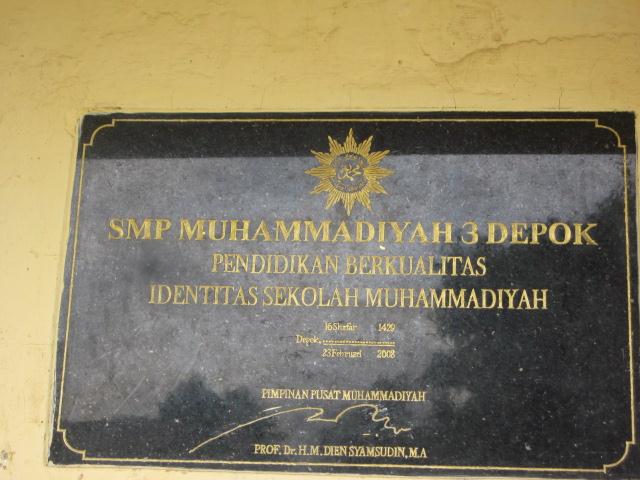 SMP MUHAMMADIYAH 3 DEPOK
PENDIDIKAN BERKUALITAS
IDENTITAS SEKOLAH MUHAMMADIYAH
16 Shafar 1429
Depok,
23 Februari 2008
PIMPINAN PUSAT MUHAMMADIYAH
PROF. Dr. H. M. DIEN SYAMSUDIN, M.A